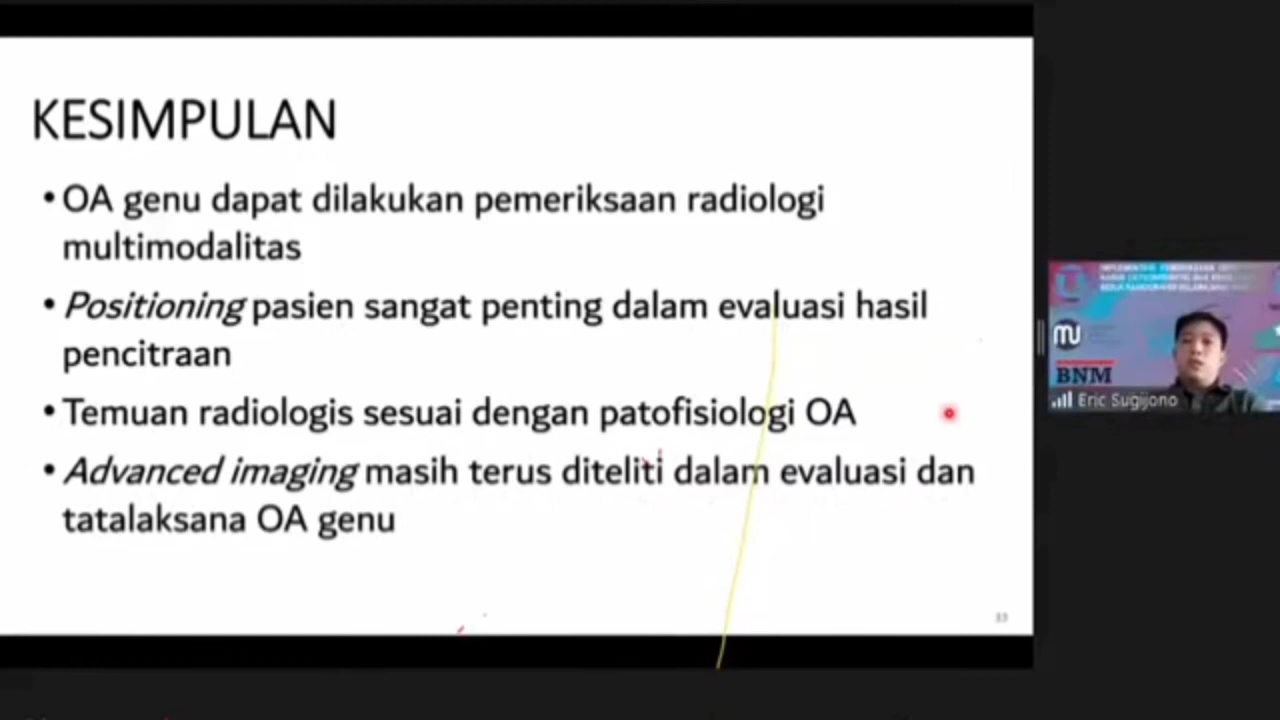 KESIMPULAN
• OA genu dapat dilakukan pemeriksaan radiologi
multimodalitas
• Positioning pasien sangat penting dalam evaluasi hasil
pencitraan
• Temuan radiologis sesuai dengan patofisiologi OA
• Advanced imaging masih terus diteliti dalam evaluasi dan
tatalaksana OA genu
33
BNM
Eric Sugijono